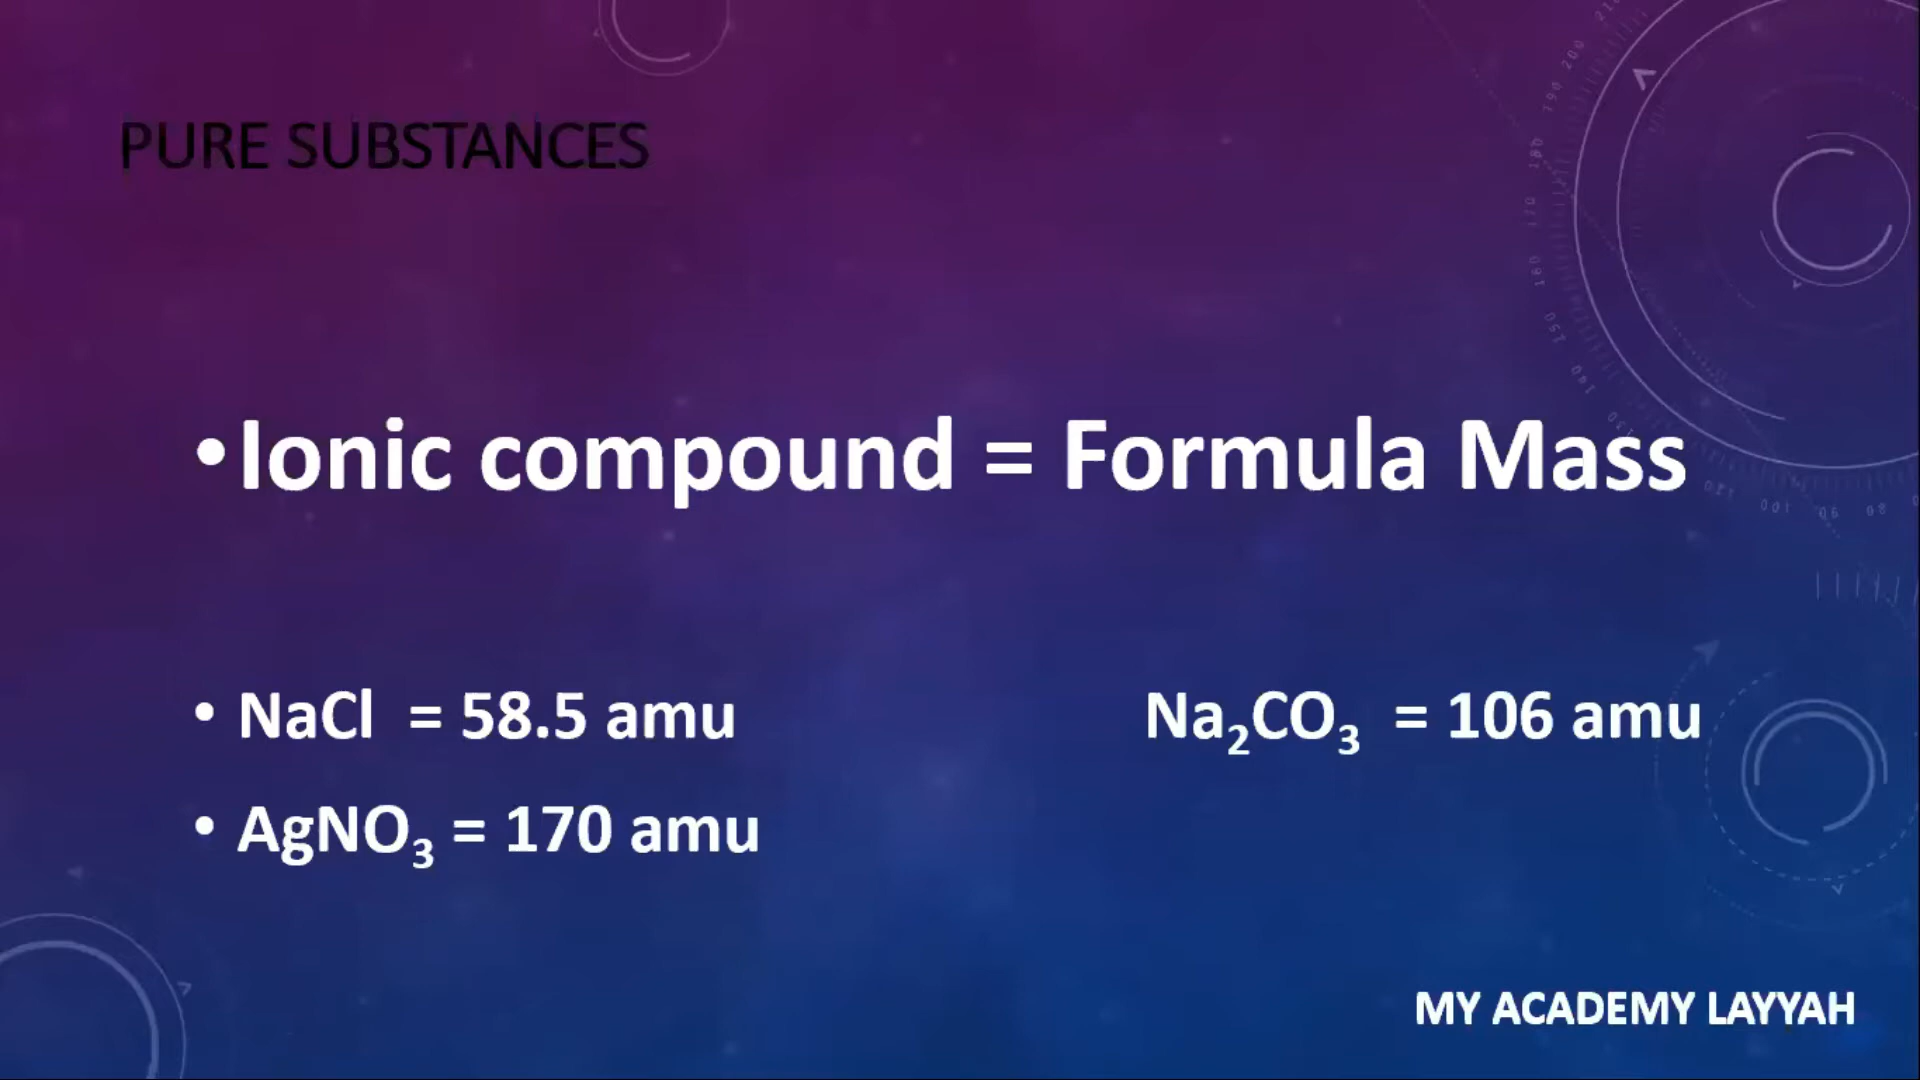 PURE SUBSTANCES
•Ionic compound = Formula Mass
• NaCl = 58.5 amu Na₂CO₃ = 106 amu
• AgNO₃ = 170 amu
MY ACADEMY LAYYAH